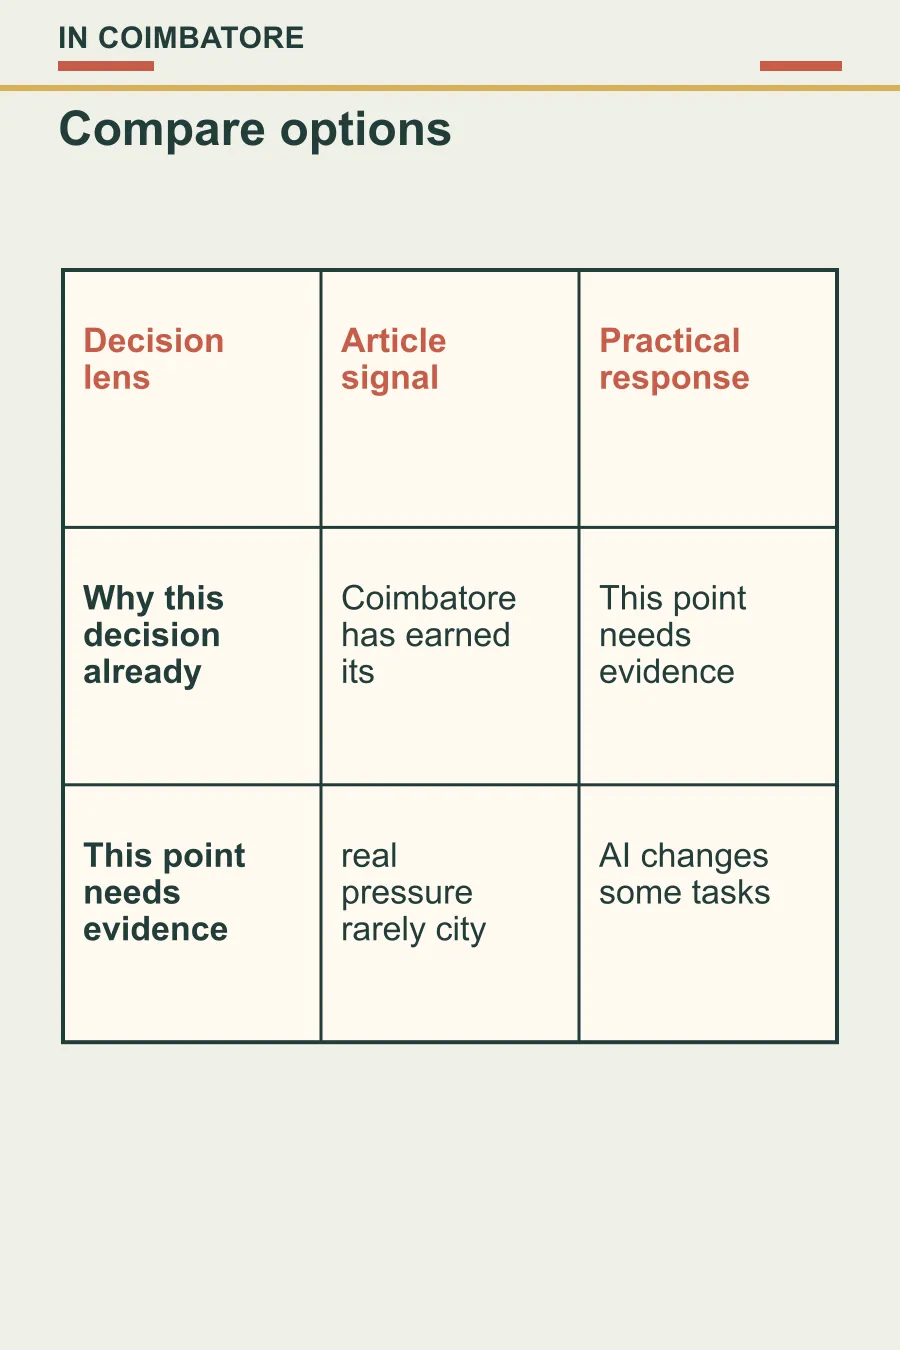 IN COIMBATORE
Compare options
Decision
lens
Article
signal
Practical
response
Why this
decision
already
Coimbatore
has earned
its
This point
needs
evidence
This point
needs
evidence
real
pressure
rarely city
AI changes
some tasks